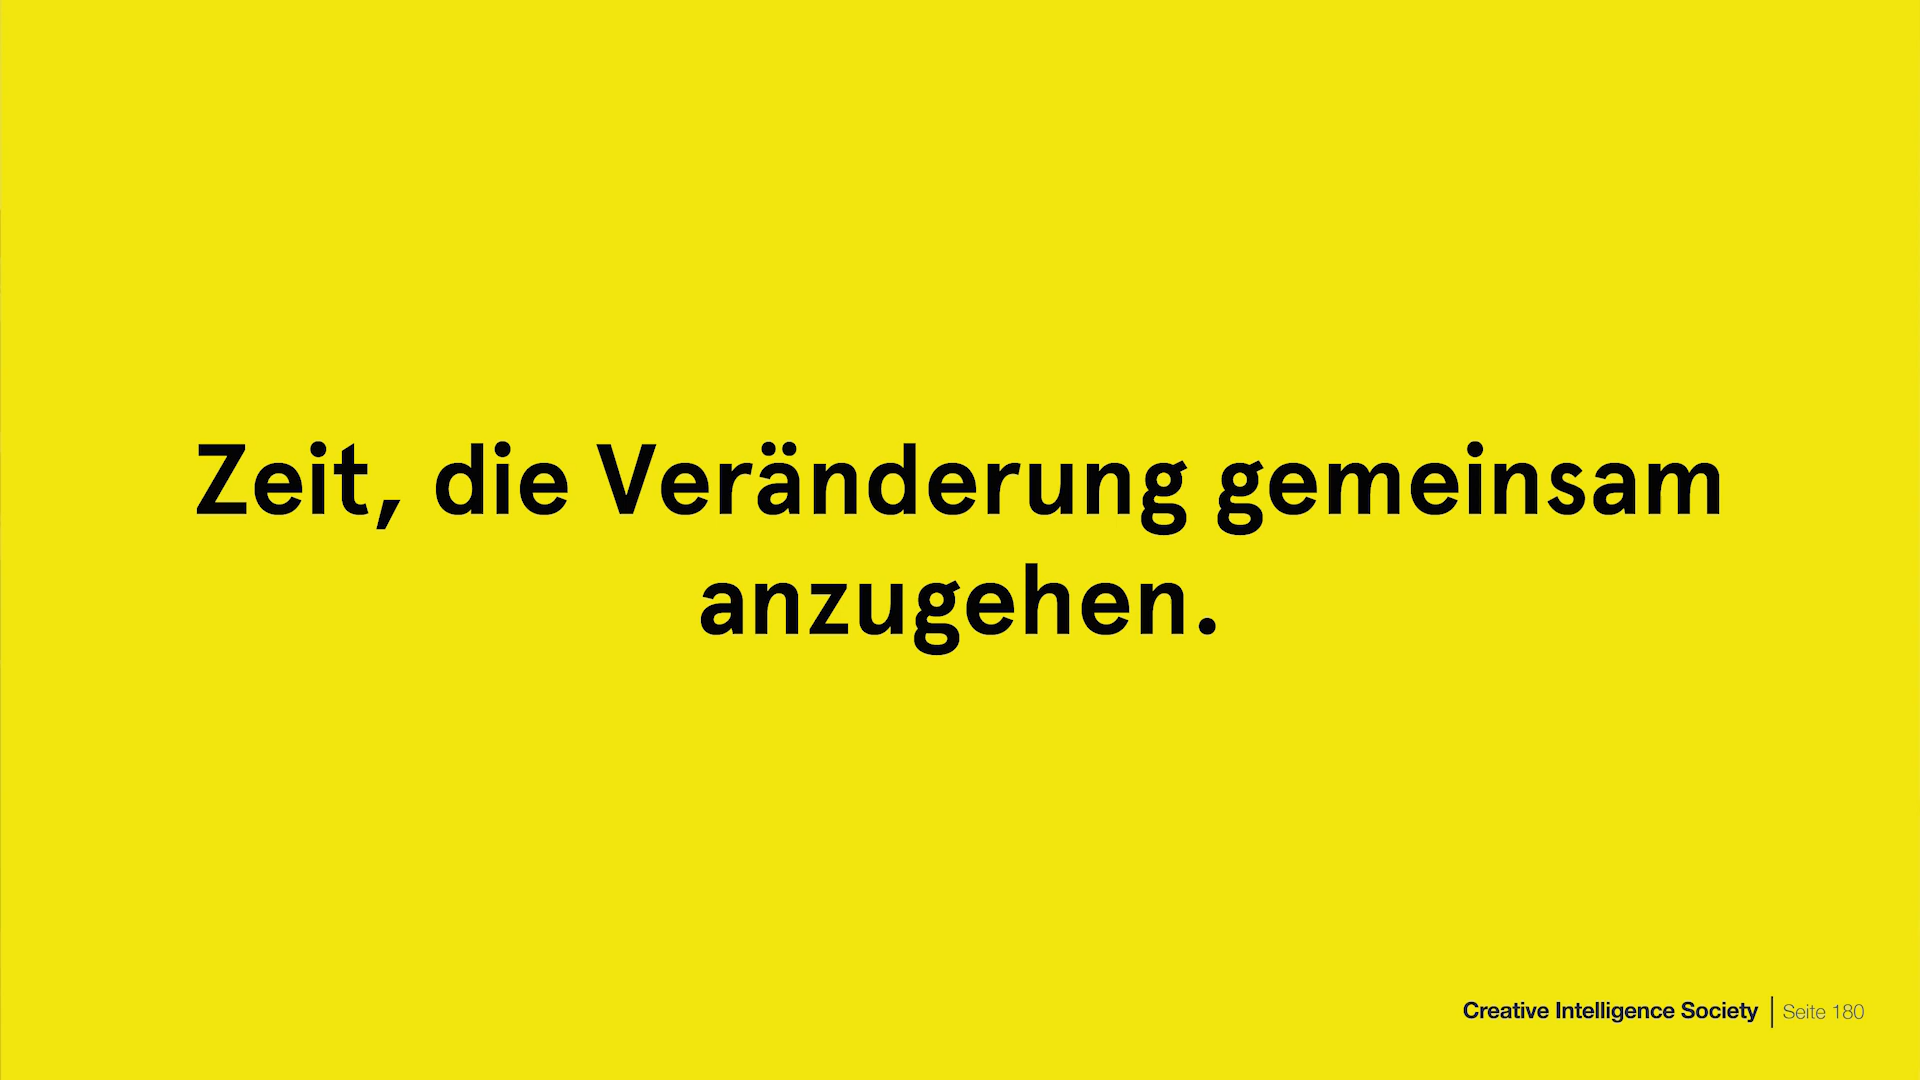 Zeit, die Veränderung gemeinsam
anzugehen.
Creative Intelligence Society | Seite 180